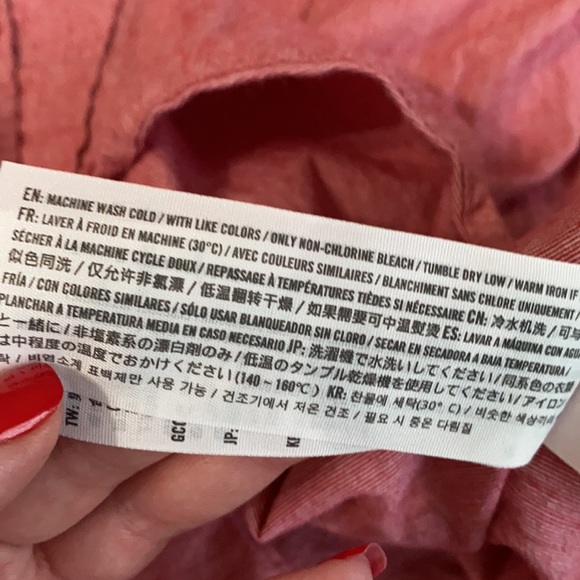 EN: MACHINE WASH COLD / WITH LIKE COLORS / ONLY NON-CHLORINE BLEACH / TUMBLE DRY LOW / WARM IRON IF
FR: LAVER À FROID EN MACHINE (30°C) / AVEC COULEURS SIMILAIRES / BLANCHIMENT SANS CHLORE UNIQUEMENT /
SÉCHER À LA MACHINE CYCLE DOUX / REPASSAGE À TEMPÉRATURES TIÈDES SI NÉCESSAIRE CN: 冷水机洗 / 可与
似色同洗 / 仅允许非氯漂 / 低温翻转干燥 / 如果需要可中温熨烫 ES: LAVAR A MÁQUINA CON AGUA
FRÍA / CON COLORES SIMILARES / SÓLO USAR BLANQUEADOR SIN CLORO / SECAR EN SECADORA A BAJA TEMPERATURA /
PLANCHAR A TEMPERATURA MEDIA EN CASO NECESARIO JP: 洗濯機で水洗いしてください / 同系色の衣類
と一緒に / 非塩素系の漂白剤のみ / 低温のタンブル乾燥機を使用してください / アイロン
は中程度の温度でおかけください (140 ~ 160℃) KR: 찬물에 세탁(30° C) / 비슷한 색상끼리
탁 / 비염소계 표백제만 사용 가능 / 건조기에서 저온 건조 / 필요 시 중온 다림질
TW: 9
JP: